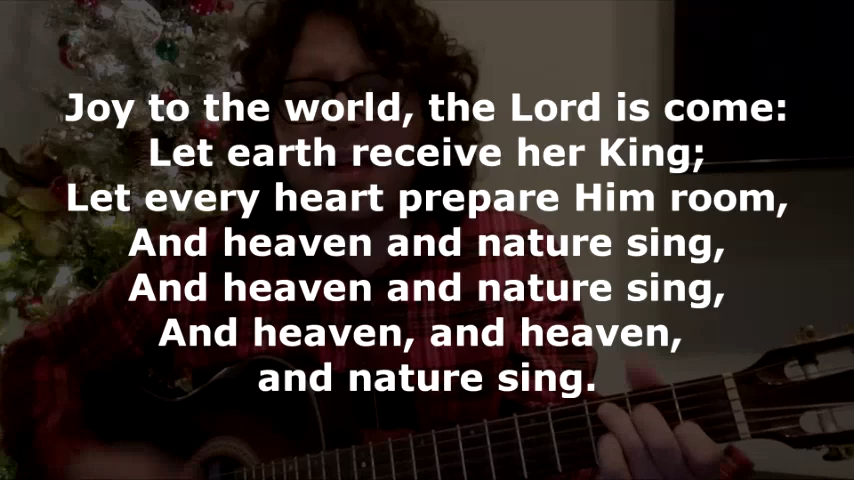 Joy to the world, the Lord is come:
Let earth receive her King;
Let every heart prepare Him room,
And heaven and nature sing,
And heaven and nature sing,
And heaven, and heaven,
and nature sing.